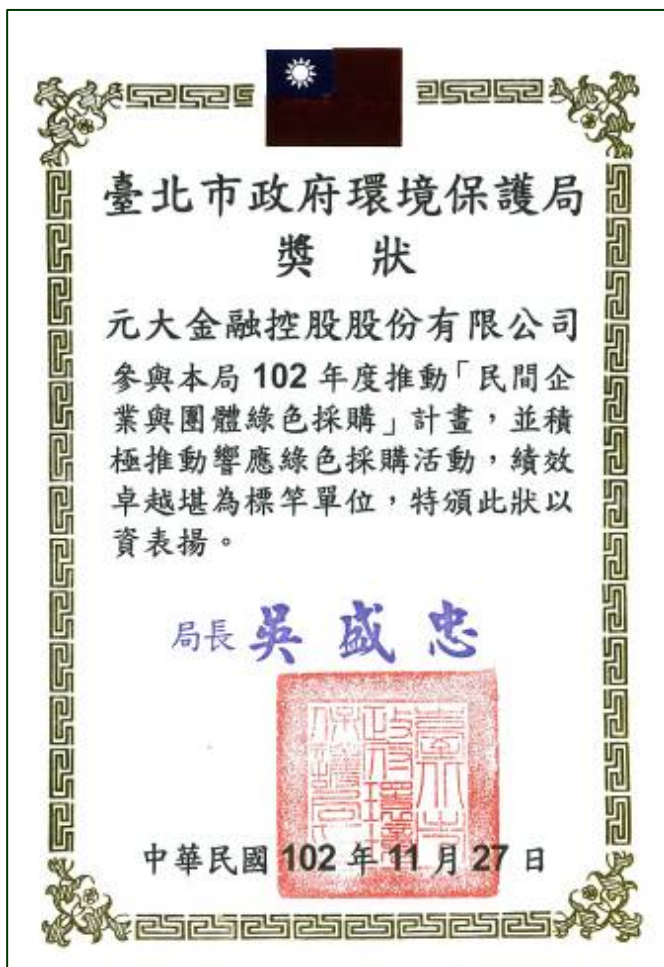 臺北市政府環境保護局
獎 狀
元大金融控股股份有限公司
參與本局 102 年度推動「民間企
業與團體綠色採購」計畫，並積
極推動響應綠色採購活動，績效
卓越堪為標竿單位，特頒此狀以
資表揚。
局長 吳盛忠
臺北市
政府環境
保護局印
中華民國 102 年 11 月 27 日